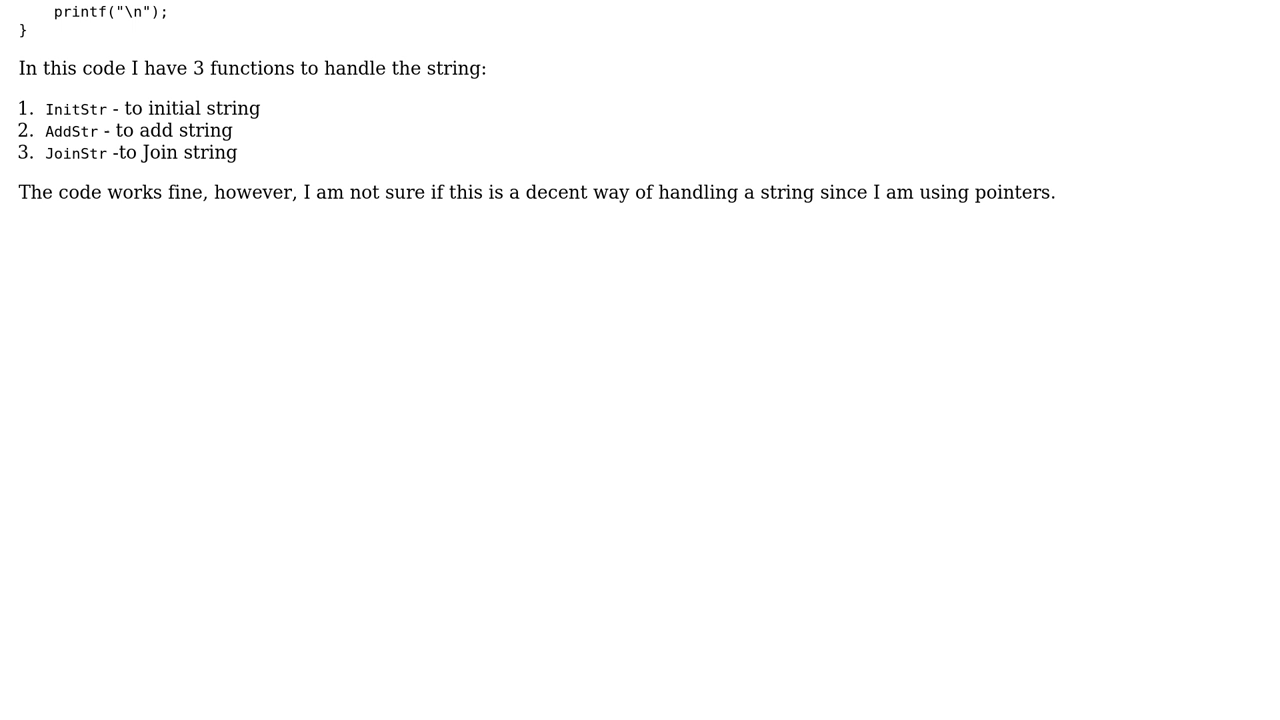 printf("\n");
}
In this code I have 3 functions to handle the string:
1. InitStr - to initial string
2. AddStr - to add string
3. JoinStr -to Join string
The code works fine, however, I am not sure if this is a decent way of handling a string since I am using pointers.